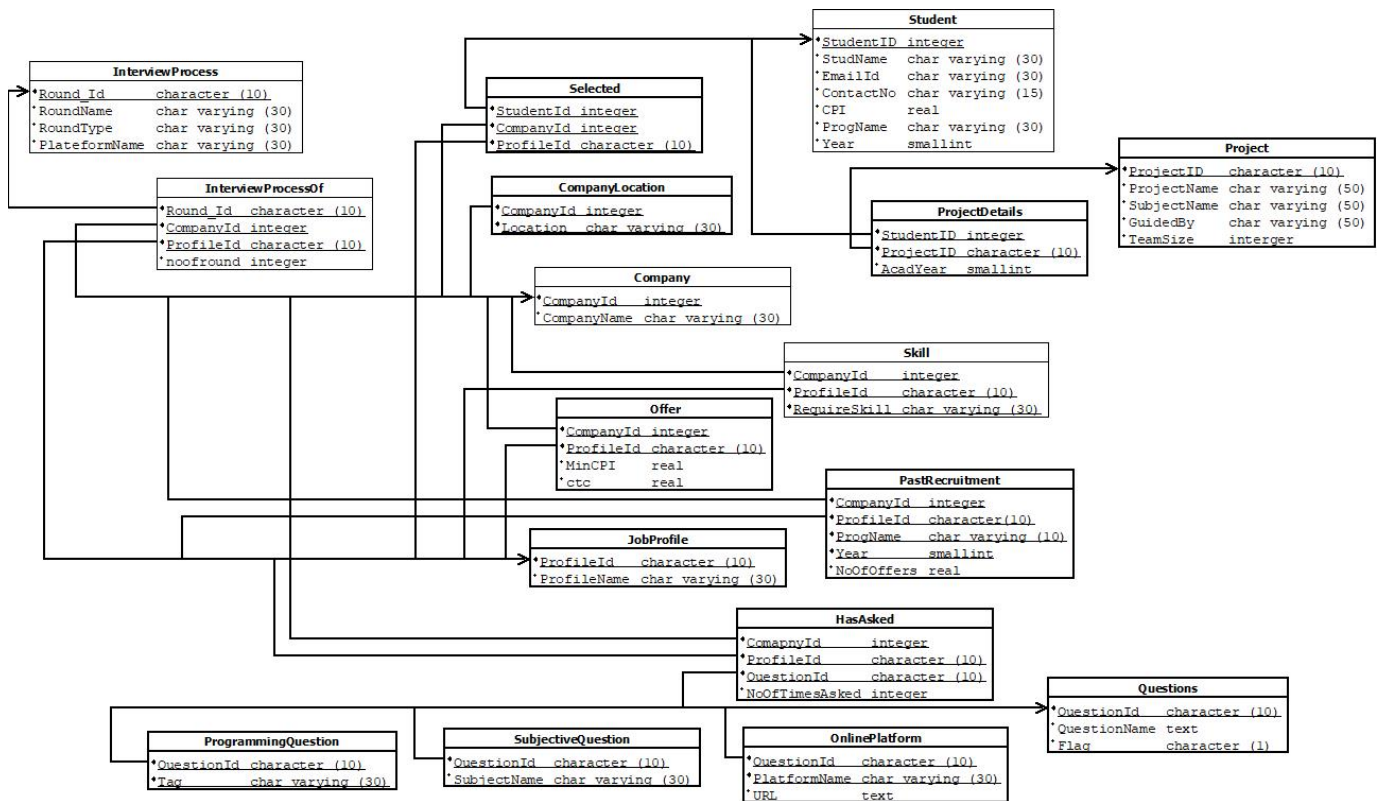 Student
StudentID integer
StudName char varying (30)
EmailId char varying (30)
ContactNo char varying (15)
CPI real
ProgName char varying (30)
Year smallint
InterviewProcess
Round_Id character (10)
RoundName char varying (30)
RoundType char varying (30)
PlateformName char varying (30)
Selected
StudentId integer
CompanyId integer
ProfileId character (10)
Project
ProjectID character (10)
ProjectName char varying (50)
SubjectName char varying (50)
GuidedBy char varying (50)
TeamSize interger
InterviewProcessOf
Round_Id character (10)
CompanyId integer
ProfileId character (10)
noofround integer
CompanyLocation
CompanyId integer
Location char varying (30)
ProjectDetails
StudentID integer
ProjectID character (10)
AcadYear smallint
Company
CompanyId integer
CompanyName char varying (30)
Skill
CompanyId integer
ProfileId character (10)
RequireSkill char varying (30)
Offer
CompanyId integer
ProfileId character (10)
MinCPI real
ctc real
PastRecruitment
CompanyId integer
ProfileId character(10)
ProgName char varying (10)
Year smallint
NoOfOffers real
JobProfile
ProfileId character (10)
ProfileName char varying (30)
HasAsked
ComapnyId integer
ProfileId character (10)
QuestionId character (10)
NoOfTimesAsked integer
Questions
QuestionId character (10)
QuestionName text
Flag character (1)
ProgrammingQuestion
QuestionId character (10)
Tag char varying (30)
SubjectiveQuestion
QuestionId character (10)
SubjectName char varying (30)
OnlinePlatform
QuestionId character (10)
PlatformName char varying (30)
URL text